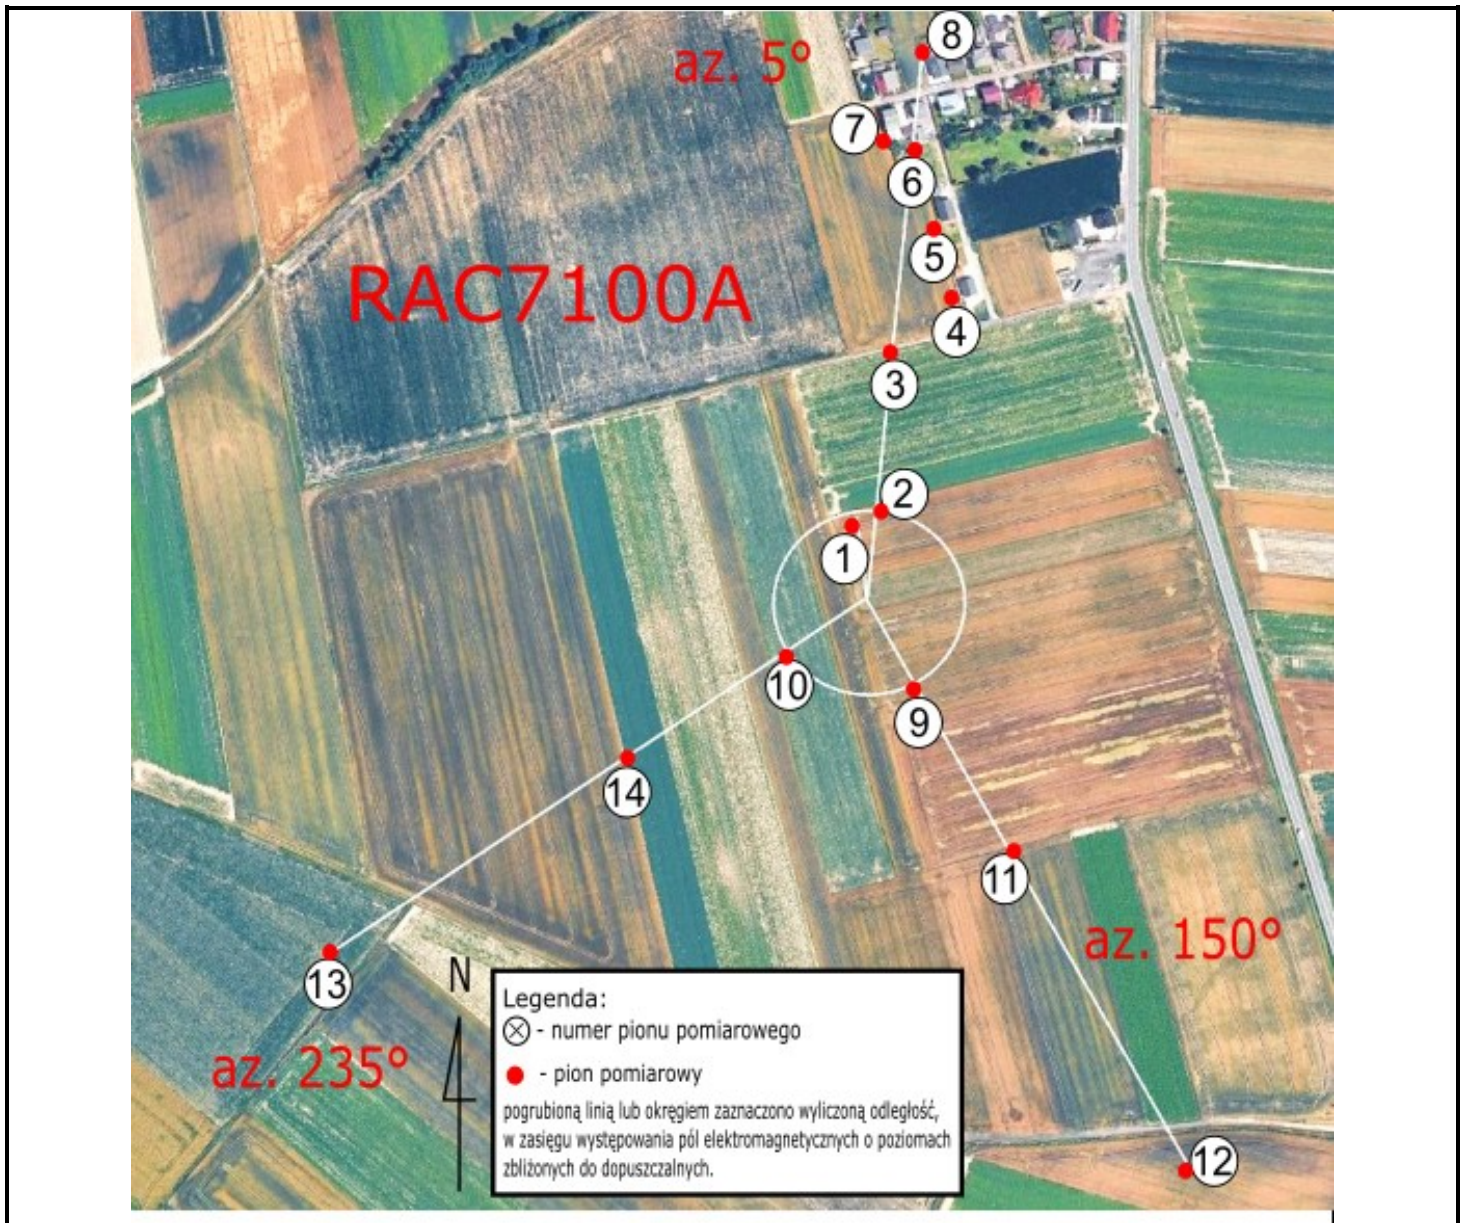 8
az. 5°
7
6
5
RAC7100A
4
3
2
1
10
9
14
11
az. 150°
13
N
az. 235°
Legenda:
- numer pionu pomiarowego
- pion pomiarowy
pogrubioną linią lub okręgiem zaznaczono wyliczoną odległość,
w zasięgu występowania pól elektromagnetycznych o poziomach
zbliżonych do dopuszczalnych.
12